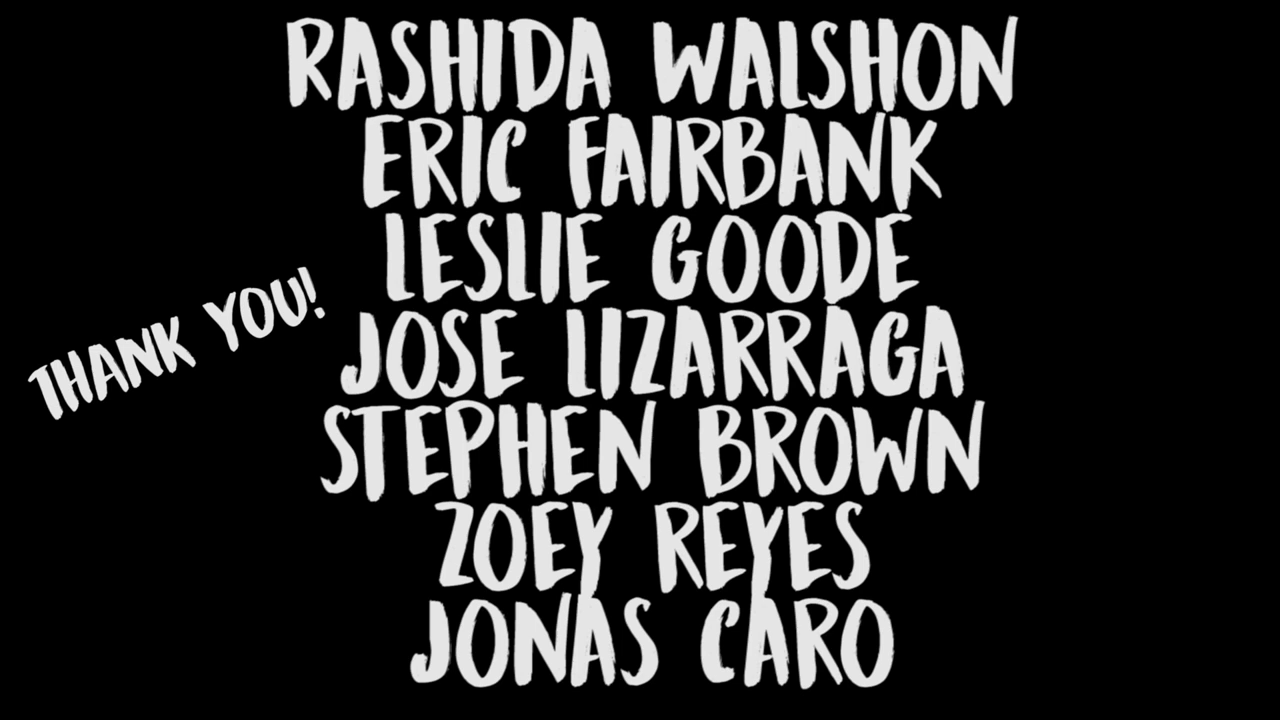 RASHIDA WALSHON
ERIC FAIRBANK
LESLIE GOODE
THANK YOU!
JOSE LIZARRAGA
STEPHEN BROWN
ZOEY REYES
JONAS CARO